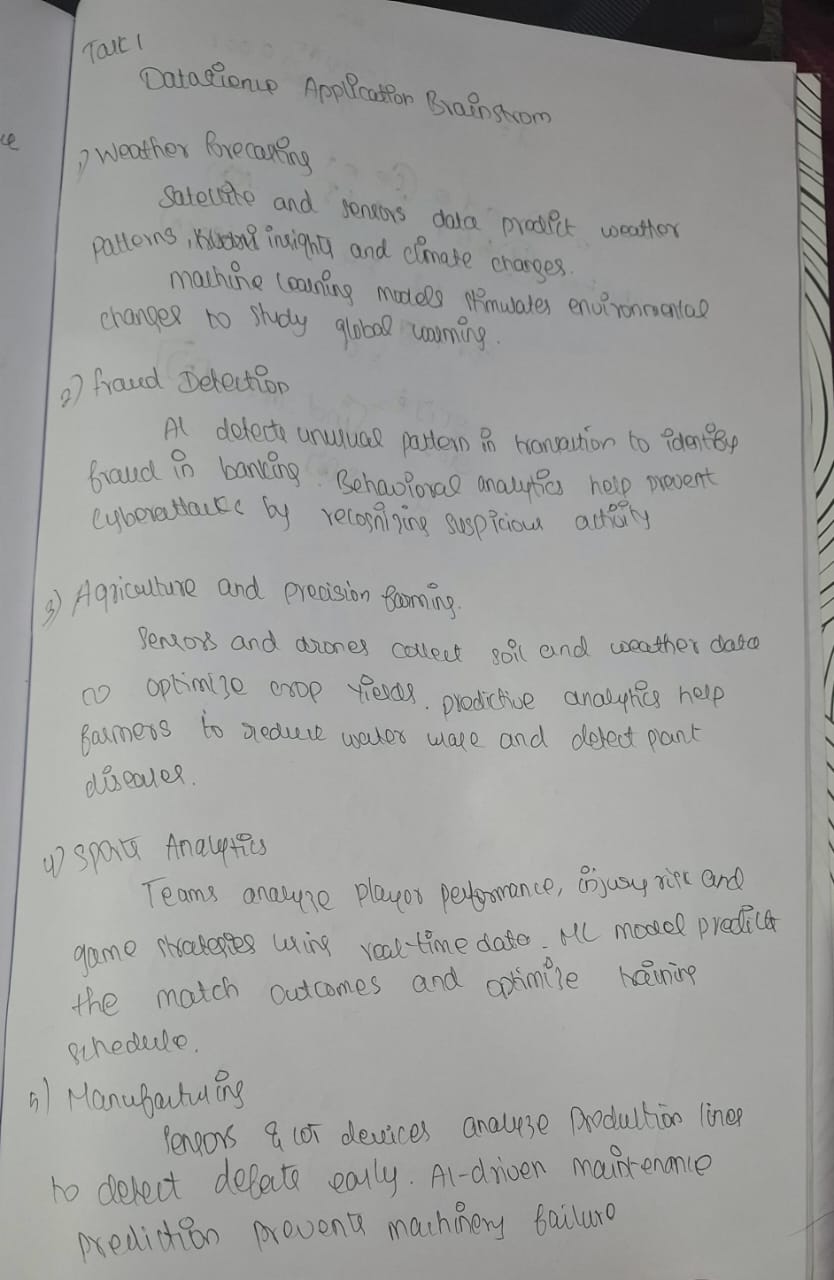 Task 1
Datascience Application Brainstrom
1) Weather forecasting
Satellite and sensors data predict weather
patterns, insights and climate changes.
machine learning models stimulates environmental
changes to study global warming.
2) fraud Detection
AI detects unusual pattern in transaction to identify
fraud in banking. Behavioral analytics help prevent
cyberattacks by recognizing suspicious activity
3) Agriculture and precision farming.
Sensors and drones collect soil and weather data
to optimize crop yields. predictive analytics help
farmers to reduce water wase and detect plant
diseases.
4) Sports Analytics
Teams analyze player performance, injury risk and
game strategies using real-time data. ML model predicts
the match outcomes and optimize training
schedule.
5) Manufacturing
Sensors & IOT devices analyze production lines
to detect defects early. AI-driven maintenance
prediction prevents machinery failure